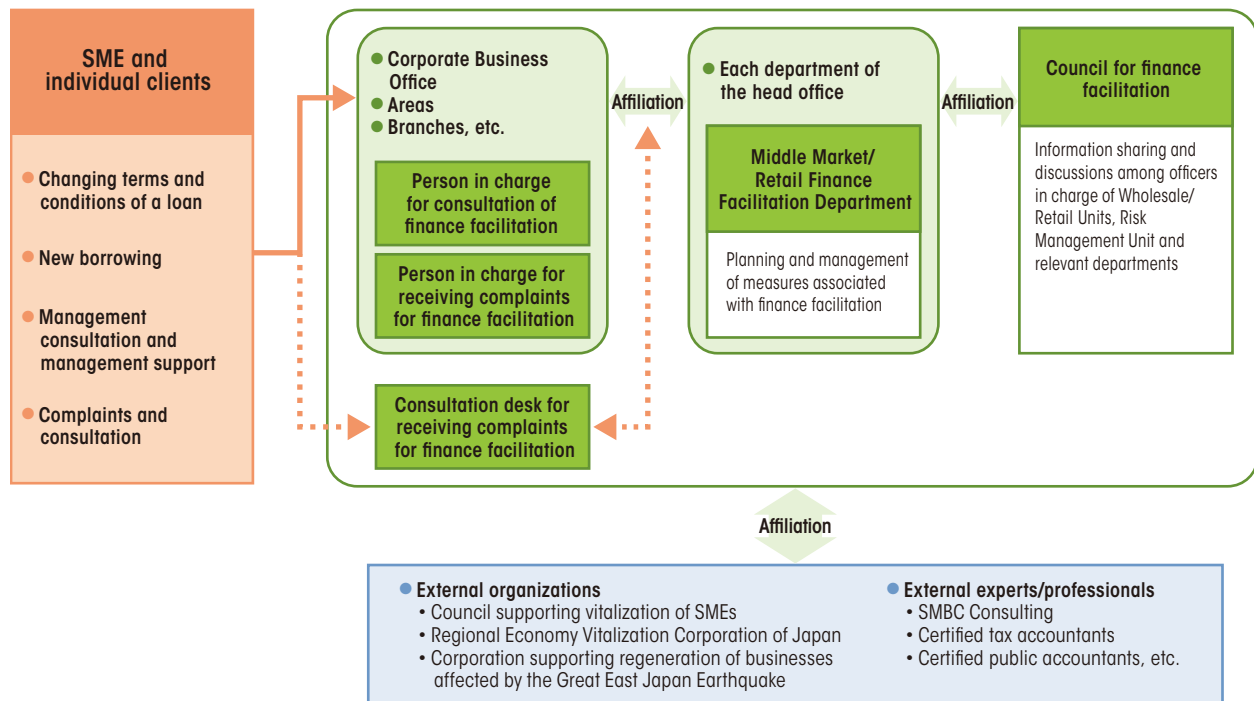 SME and
individual clients
● Changing terms and
conditions of a loan
● New borrowing
● Management
consultation and
management support
● Complaints and
consultation
● Corporate Business
Office
● Areas
● Branches, etc.
Person in charge
for consultation of
finance facilitation
Person in charge for
receiving complaints
for finance facilitation
Consultation desk for
receiving complaints
for finance facilitation
Affiliation
● Each department of
the head office
Middle Market/
Retail Finance
Facilitation Department
Planning and management
of measures associated
with finance facilitation
Affiliation
Council for finance
facilitation
Information sharing and
discussions among officers
in charge of Wholesale/
Retail Units, Risk
Management Unit and
relevant departments
Affiliation
● External organizations
• Council supporting vitalization of SMEs
• Regional Economy Vitalization Corporation of Japan
• Corporation supporting regeneration of businesses
affected by the Great East Japan Earthquake
● External experts/professionals
• SMBC Consulting
• Certified tax accountants
• Certified public accountants, etc.